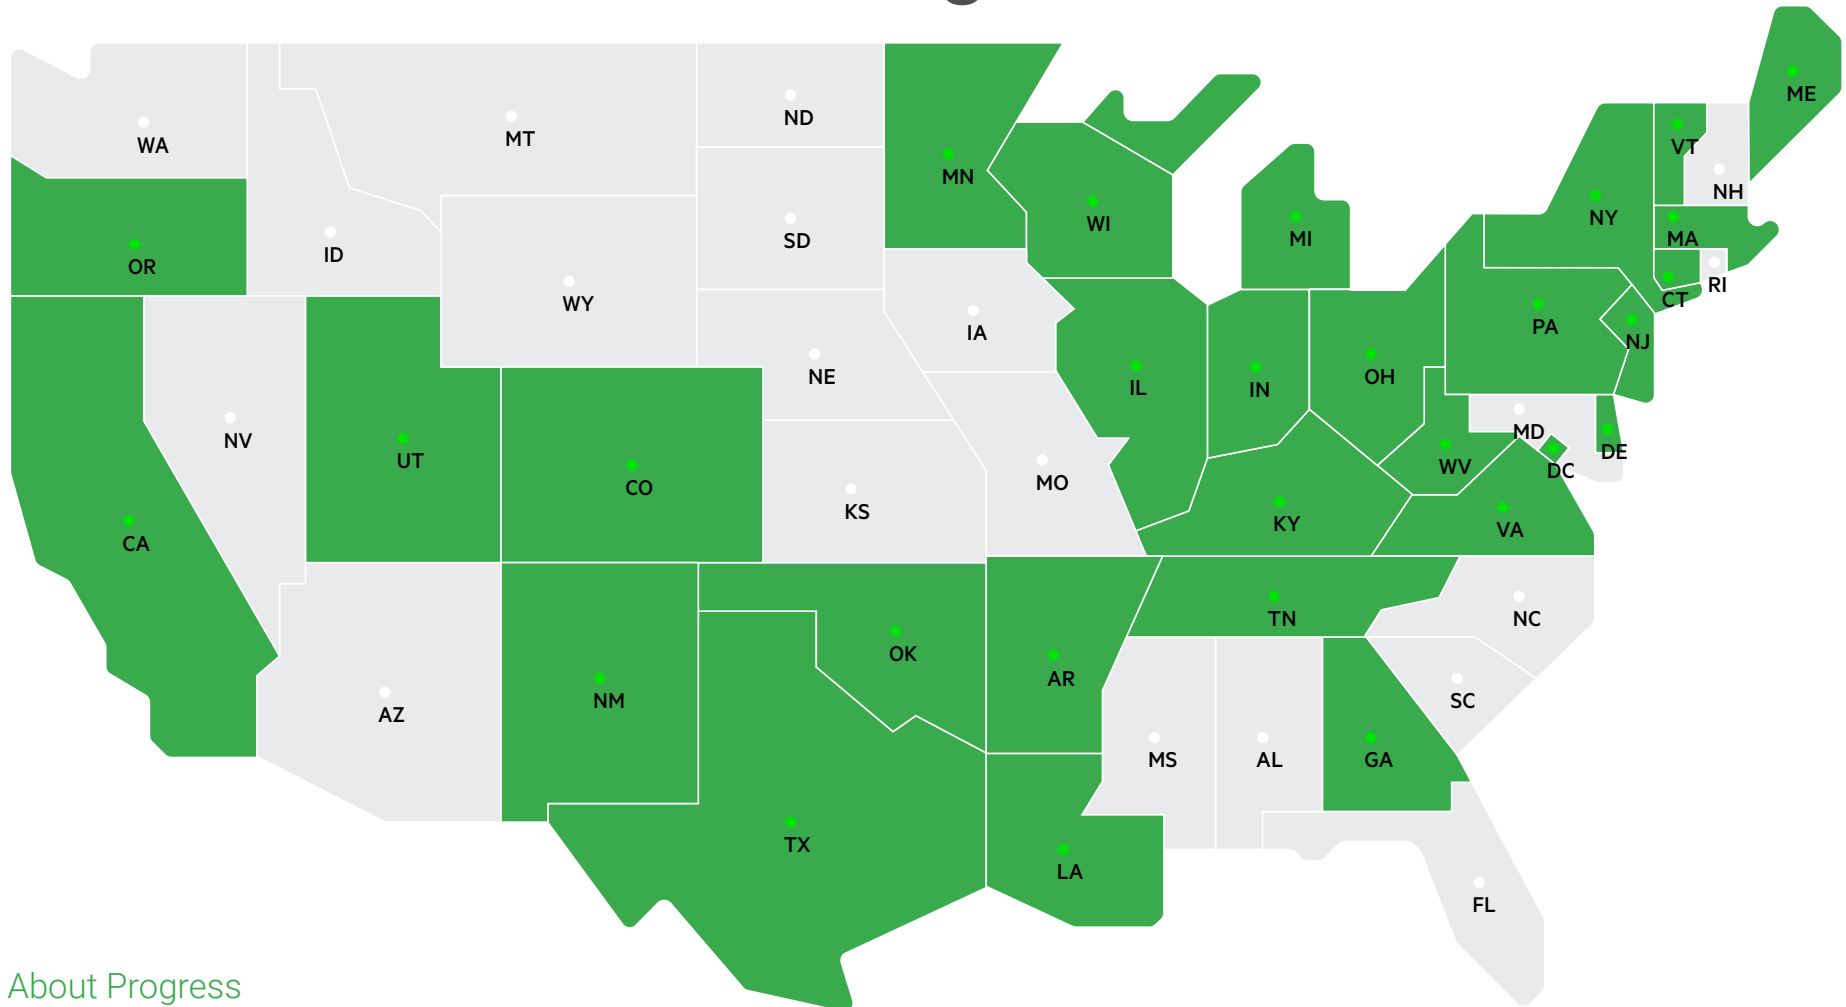 ME
ND
MT
WA
VT
MN
NH
NY
WI
MA
MI
SD
ID
OR
RI
CT
WY
PA
IA
NJ
NE
OH
IL
IN
MD
NV
DE
UT
WV
DC
MO
CO
KS
KY
VA
CA
TN
NC
OK
AR
NM
SC
AZ
MS
AL
GA
TX
LA
FL
About Progress